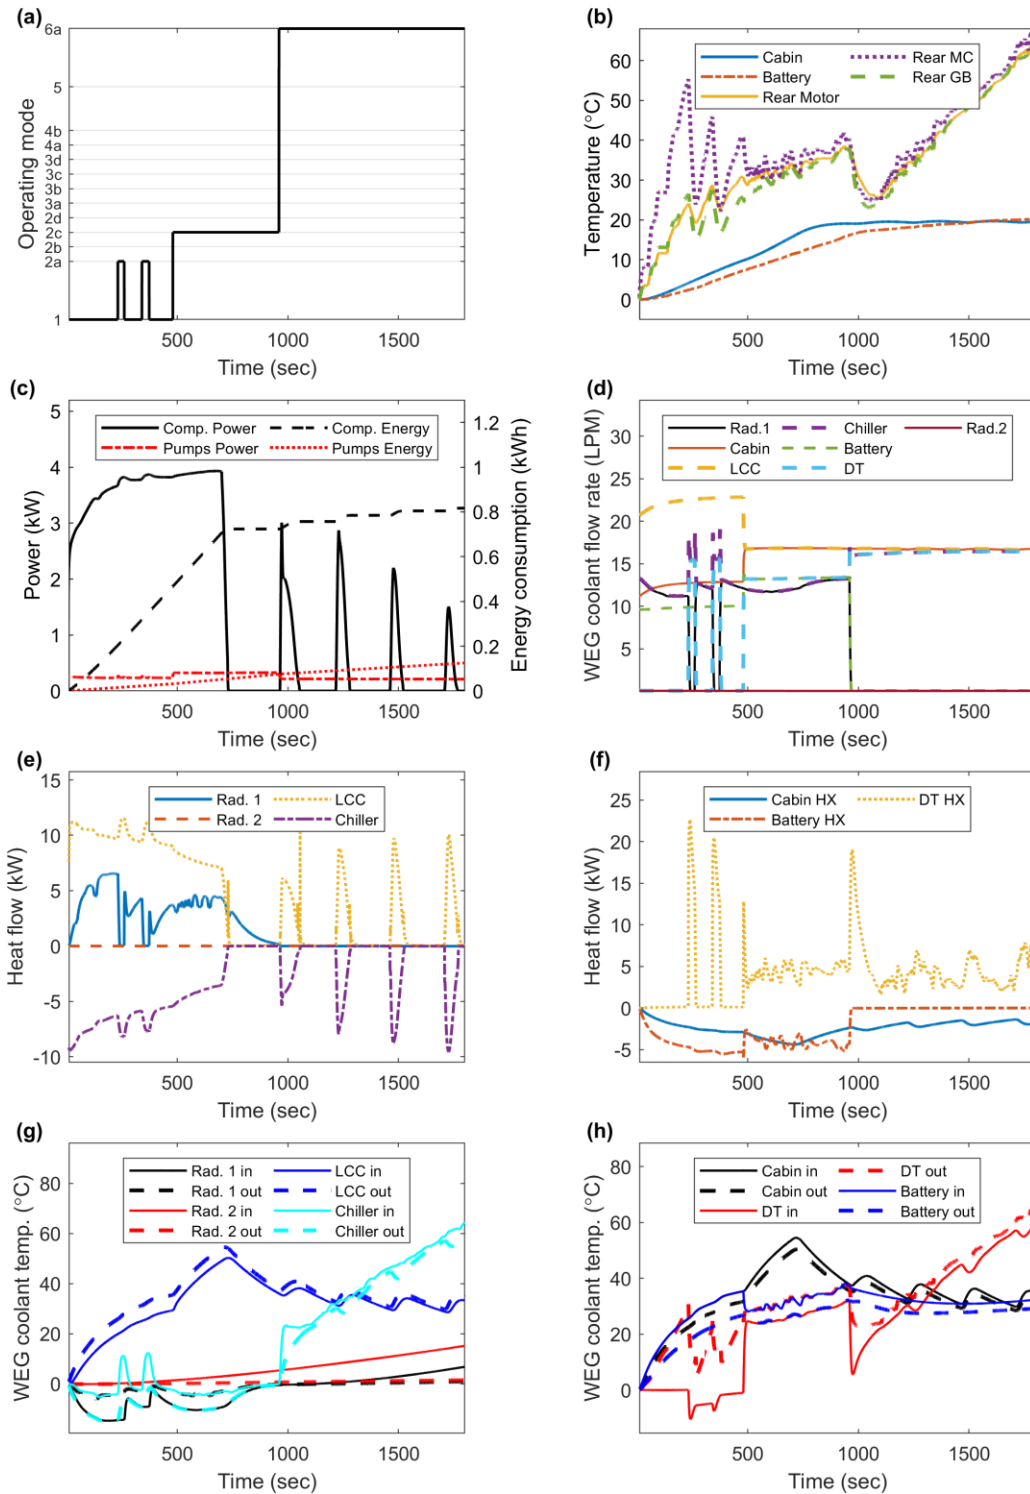 (a)
6a
5
4b
4a
3d
3c
3b
3a
2d
2c
2b
2a
1
Operating mode
500 1000 1500
Time (sec)
(b)
60
50
40
30
20
10
0
Temperature (°C)
Cabin
Battery
Rear Motor
Rear MC
Rear GB
500 1000 1500
Time (sec)
(c)
5
4
3
2
1
0
Power (kW)
Comp. Power
Pumps Power
Comp. Energy
Pumps Energy
1.2
1
0.8
0.6
0.4
0.2
0
Energy consumption (kWh)
500 1000 1500
Time (sec)
(d)
30
25
20
15
10
5
WEG coolant flow rate (LPM)
Rad.1
Cabin
LCC
Chiller
Battery
DT
Rad.2
500 1000 1500
Time (sec)
(e)
15
10
5
0
-5
-10
Heat flow (kW)
Rad. 1
Rad. 2
LCC
Chiller
500 1000 1500
Time (sec)
(f)
25
20
15
10
5
0
-5
Heat flow (kW)
Cabin HX
Battery HX
DT HX
500 1000 1500
Time (sec)
(g)
80
60
40
20
0
WEG coolant temp. (°C)
Rad. 1 in
Rad. 1 out
Rad. 2 in
Rad. 2 out
LCC in
LCC out
Chiller in
Chiller out
500 1000 1500
Time (sec)
(h)
80
60
40
20
0
WEG coolant temp. (°C)
Cabin in
Cabin out
DT in
DT out
Battery in
Battery out
500 1000 1500
Time (sec)